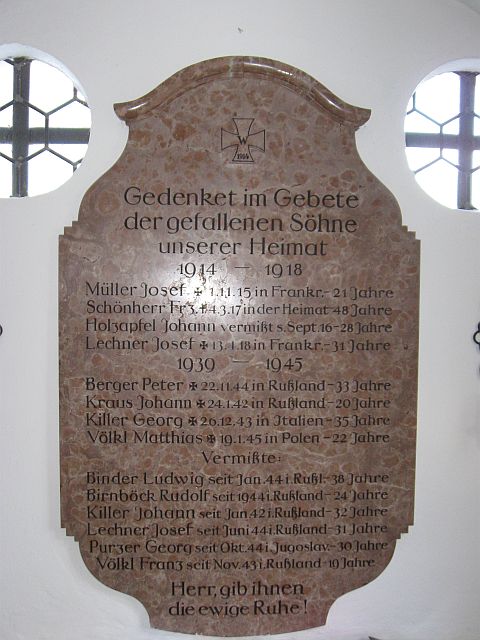 W
1914
Gedenket im Gebete
der gefallenen Söhne
unserer Heimat
1914 — 1918
Müller Josef ✠ 1.11.15 in Frankr. - 21 Jahre
Schönherr Frz. ✠ 4.3.17 in der Heimat - 48 Jahre
Holzapfel Johann vermißt s. Sept. 16 - 28 Jahre
Lechner Josef ✠ 13.1.18 in Frankr. - 31 Jahre
1939 — 1945
Berger Peter ✠ 22.11.44 in Rußland - 33 Jahre
Kraus Johann ✠ 24.1.42 in Rußland - 20 Jahre
Killer Georg ✠ 26.12.43 in Italien - 35 Jahre
Völkl Matthias ✠ 19.1.45 in Polen - 22 Jahre
Vermißte:
Binder Ludwig seit Jan. 44 i. Rußl. - 38 Jahre
Birnböck Rudolf seit 1944 i. Rußland - 24 Jahre
Killer Johann seit Jan 42 i. Rußland - 32 Jahre
Lechner Josef seit Juni 44 i. Rußland - 31 Jahre
Purzer Georg seit Okt. 44 i. Jugoslav. - 30 Jahre
Völkl Franz seit Nov. 43 i. Rußland - 19 Jahre
Herr, gib ihnen
die ewige Ruhe!